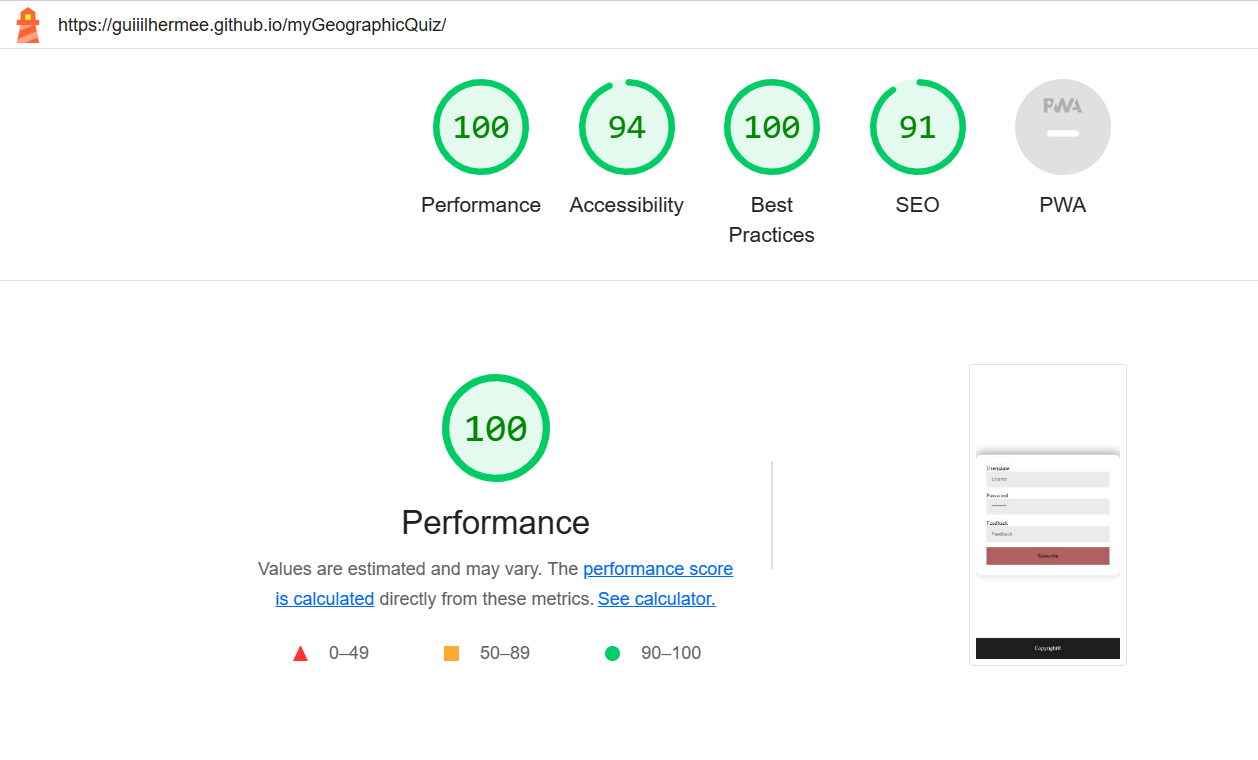 https://guiiilhermee.github.io/myGeographicQuiz/
100
94
100
91
PWA
Performance
Accessibility
Best
Practices
SEO
PWA
100
Performance
Values are estimated and may vary. The performance score
is calculated directly from these metrics. See calculator.
0–49
50–89
90–100
Username
Uname
Password
Feedback
Feedback
Subscribe
Copyright®